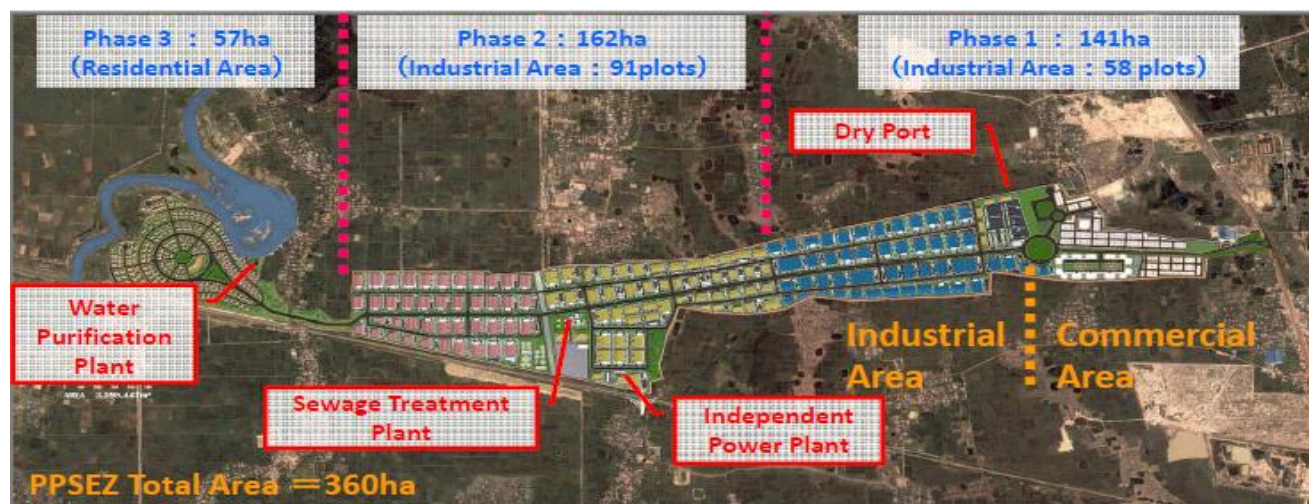 Phase 3 : 57ha
(Residential Area)
Phase 2 : 162ha
(Industrial Area : 91plots)
Phase 1 : 141ha
(Industrial Area : 58 plots)
Dry Port
Water
Purification
Plant
Industrial
Area
Commercial
Area
Sewage Treatment
Plant
Independent
Power Plant
PPSEZ Total Area =360ha